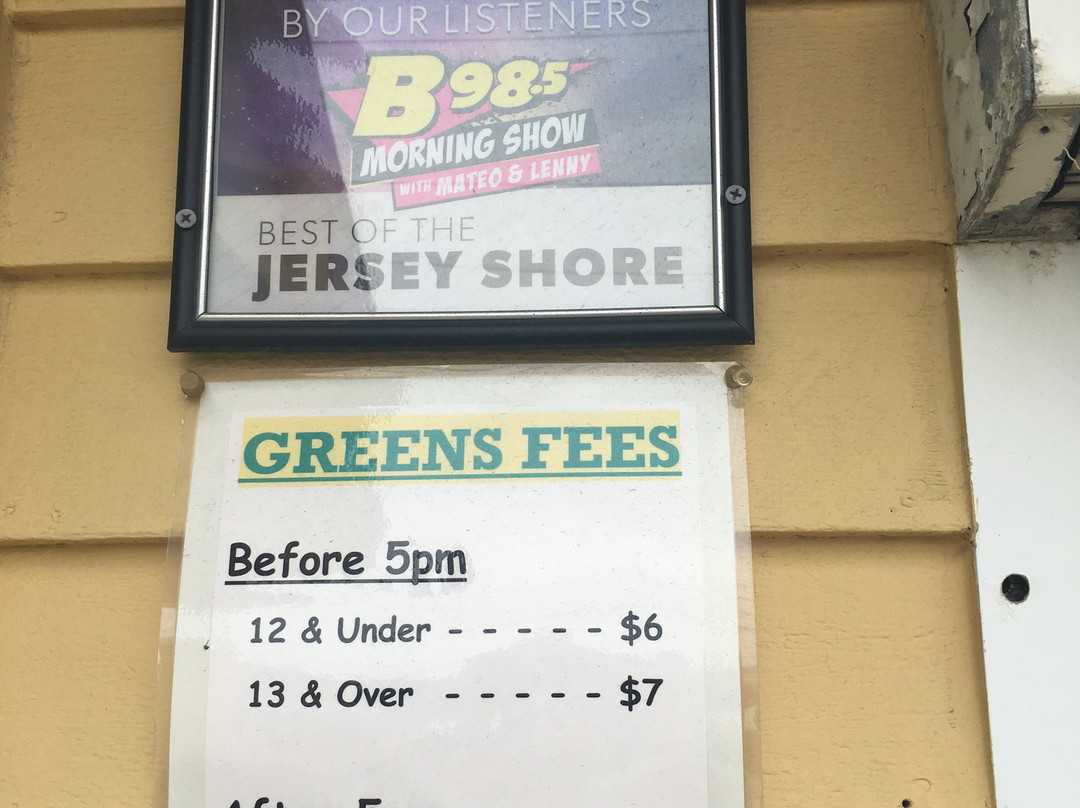 BY OUR LISTENERS
B98.5
MORNING SHOW
WITH MATEO & LENNY
BEST OF THE
JERSEY SHORE
GREENS FEES
Before 5pm
12 & Under - - - - - $6
13 & Over - - - - - $7